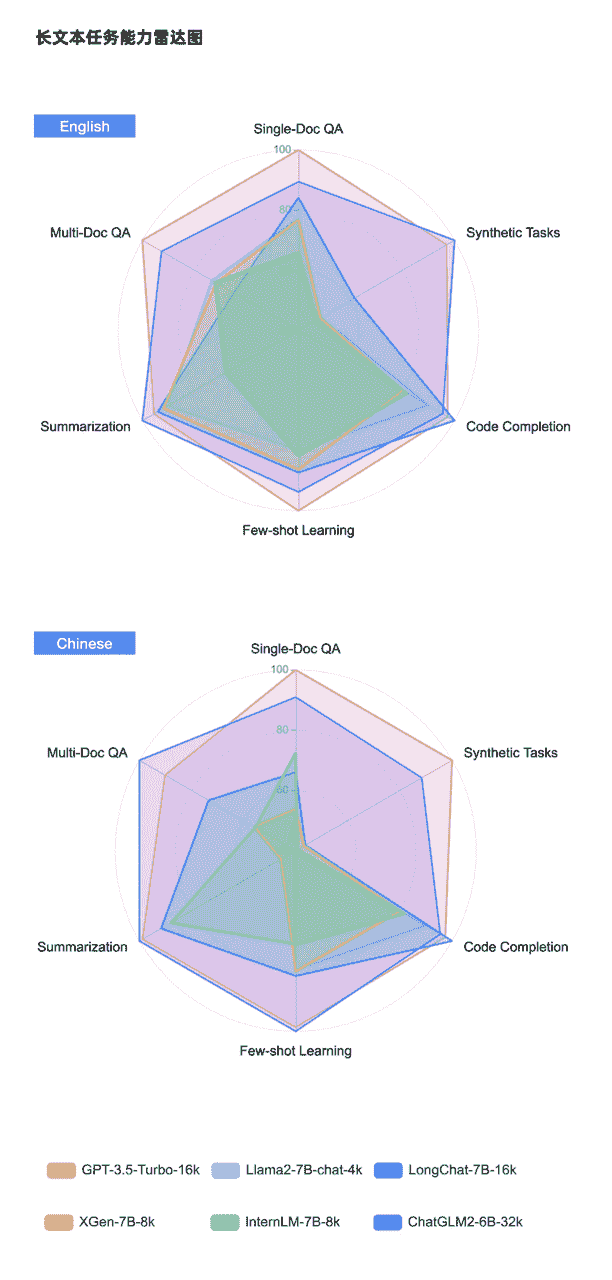 长文本任务能力雷达图
English
Single-Doc QA
100
80
Multi-Doc QA
Synthetic Tasks
Summarization
Code Completion
Few-shot Learning
Chinese
Single-Doc QA
100
80
Multi-Doc QA
Synthetic Tasks
60
Summarization
Code Completion
Few-shot Learning
GPT-3.5-Turbo-16k Llama2-7B-chat-4k LongChat-7B-16k
XGen-7B-8k InternLM-7B-8k ChatGLM2-6B-32k